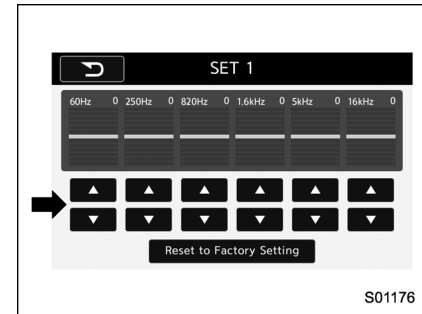 SET 1
60Hz 0 250Hz 0 820Hz 0 1.6kHz 0 5kHz 0 16kHz 0
Reset to Factory Setting
S01176